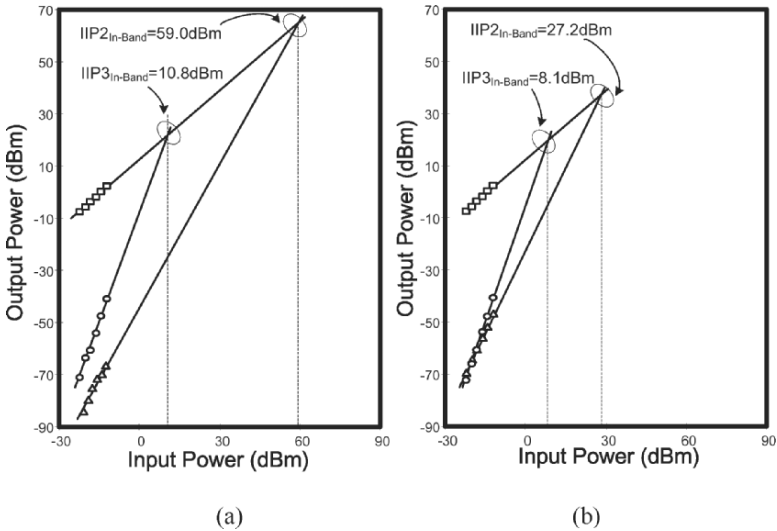 70
50
30
10
-10
-30
-50
-70
-90
Output Power (dBm)
IIP2In-Band=59.0dBm
IIP3In-Band=10.8dBm
-30
0
30
60
90
Input Power (dBm)
(a)
70
50
30
10
-10
-30
-50
-70
-90
Output Power (dBm)
IIP2In-Band=27.2dBm
IIP3In-Band=8.1dBm
-30
0
30
60
90
Input Power (dBm)
(b)